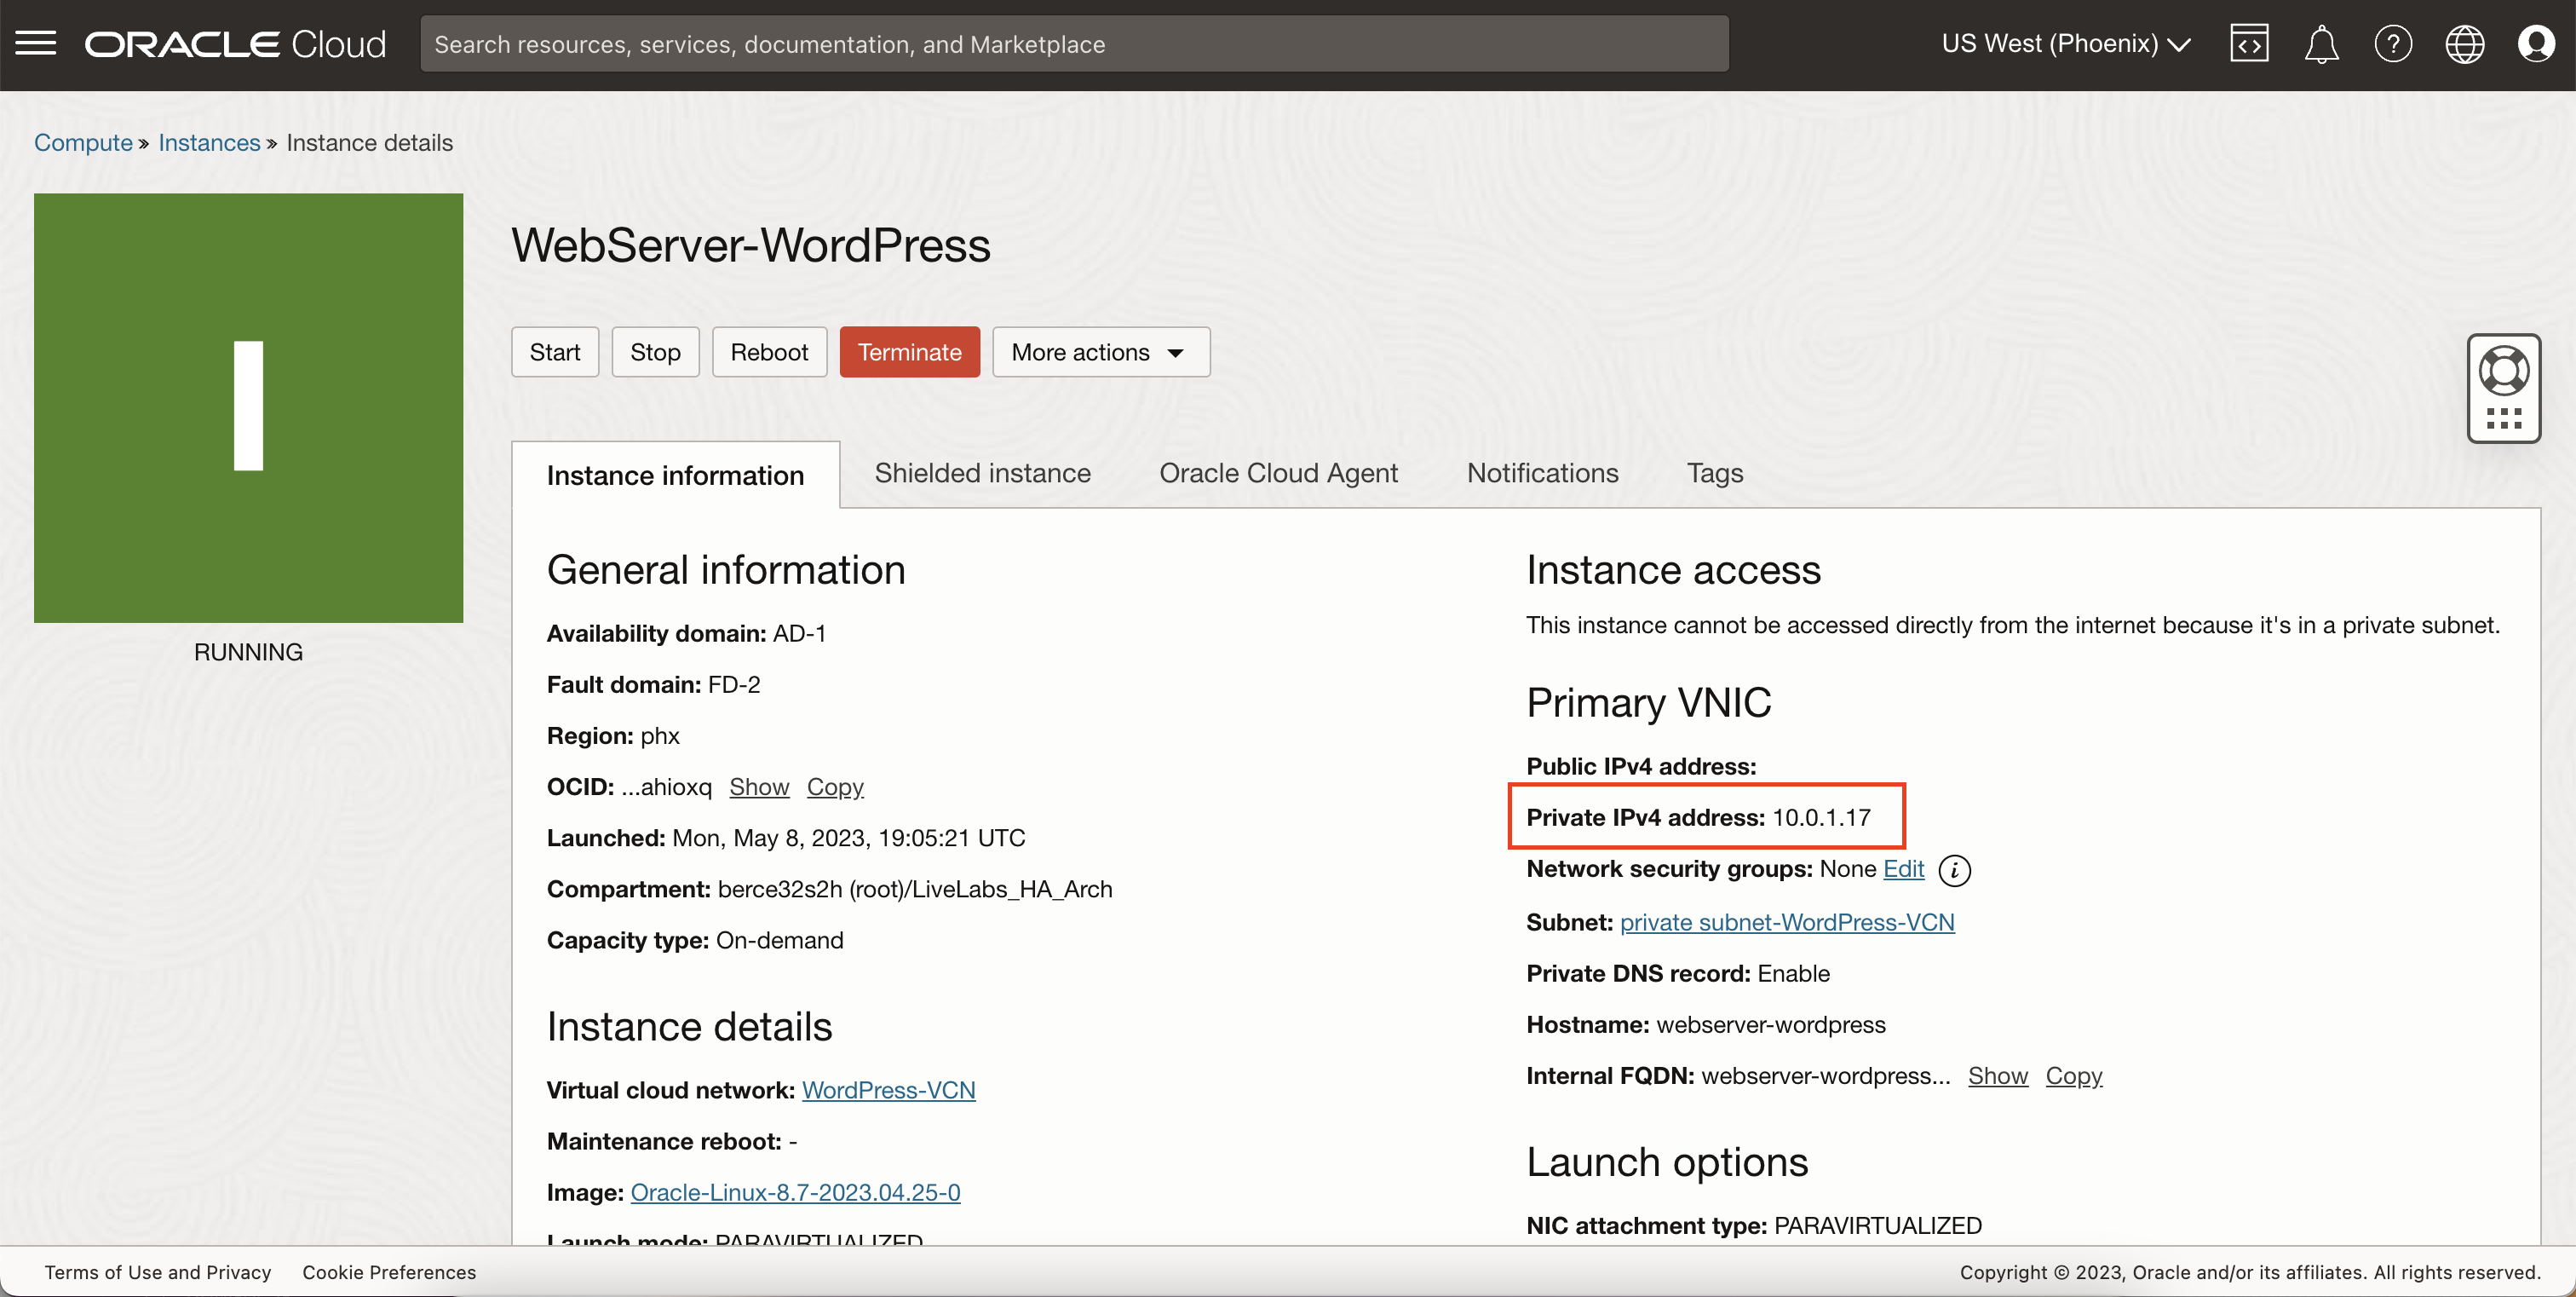 ORACLE Cloud
Search resources, services, documentation, and Marketplace
US West (Phoenix)
Compute » Instances » Instance details
I
RUNNING
WebServer-WordPress
Start Stop Reboot Terminate More actions
Instance information Shielded instance Oracle Cloud Agent Notifications Tags
General information
Availability domain: AD-1
Fault domain: FD-2
Region: phx
OCID: ...ahioxq Show Copy
Launched: Mon, May 8, 2023, 19:05:21 UTC
Compartment: berce32s2h (root)/LiveLabs_HA_Arch
Capacity type: On-demand
Instance details
Virtual cloud network: WordPress-VCN
Maintenance reboot: -
Image: Oracle-Linux-8.7-2023.04.25-0
Launch mode: PARAVIRTUALIZED
Instance access
This instance cannot be accessed directly from the internet because it's in a private subnet.
Primary VNIC
Public IPv4 address:
Private IPv4 address: 10.0.1.17
Network security groups: None Edit i
Subnet: private subnet-WordPress-VCN
Private DNS record: Enable
Hostname: webserver-wordpress
Internal FQDN: webserver-wordpress... Show Copy
Launch options
NIC attachment type: PARAVIRTUALIZED
Terms of Use and Privacy Cookie Preferences
Copyright © 2023, Oracle and/or its affiliates. All rights reserved.